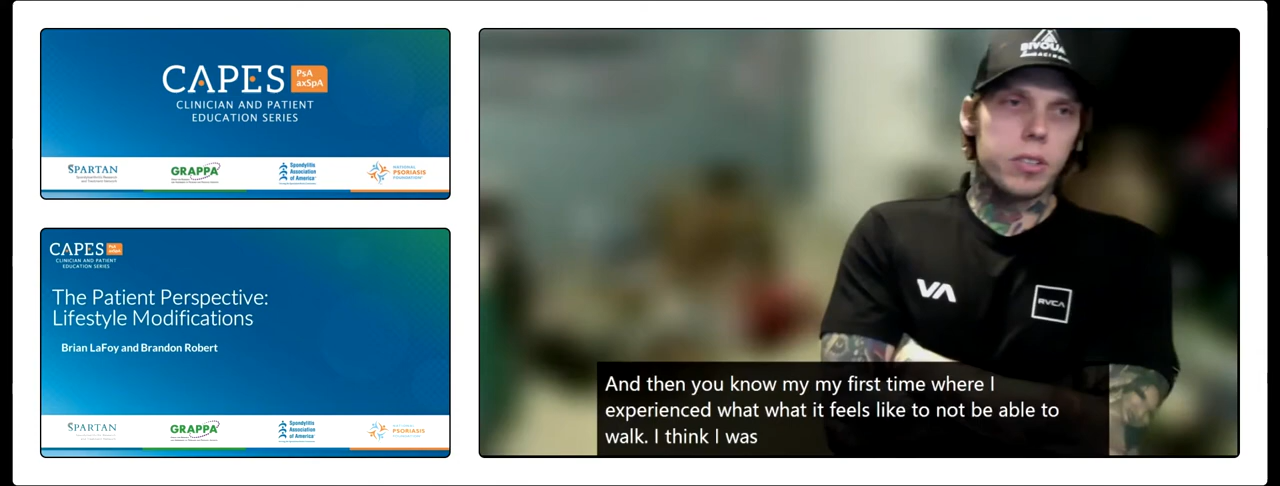 CAPES
PsA
axSpA
CLINICIAN AND PATIENT
EDUCATION SERIES
SPARTAN
GRAPPA
Spondylitis
Association
of America
NATIONAL
PSORIASIS
FOUNDATION
CAPES
CLINICIAN AND PATIENT
EDUCATION SERIES
The Patient Perspective:
Lifestyle Modifications
Brian LaFoy and Brandon Robert
SPARTAN
GRAPPA
Spondylitis
Association
of America
NATIONAL
PSORIASIS
FOUNDATION
VA
RVCA
And then you know my my first time where I
experienced what what it feels like to not be able to
walk. I think I was